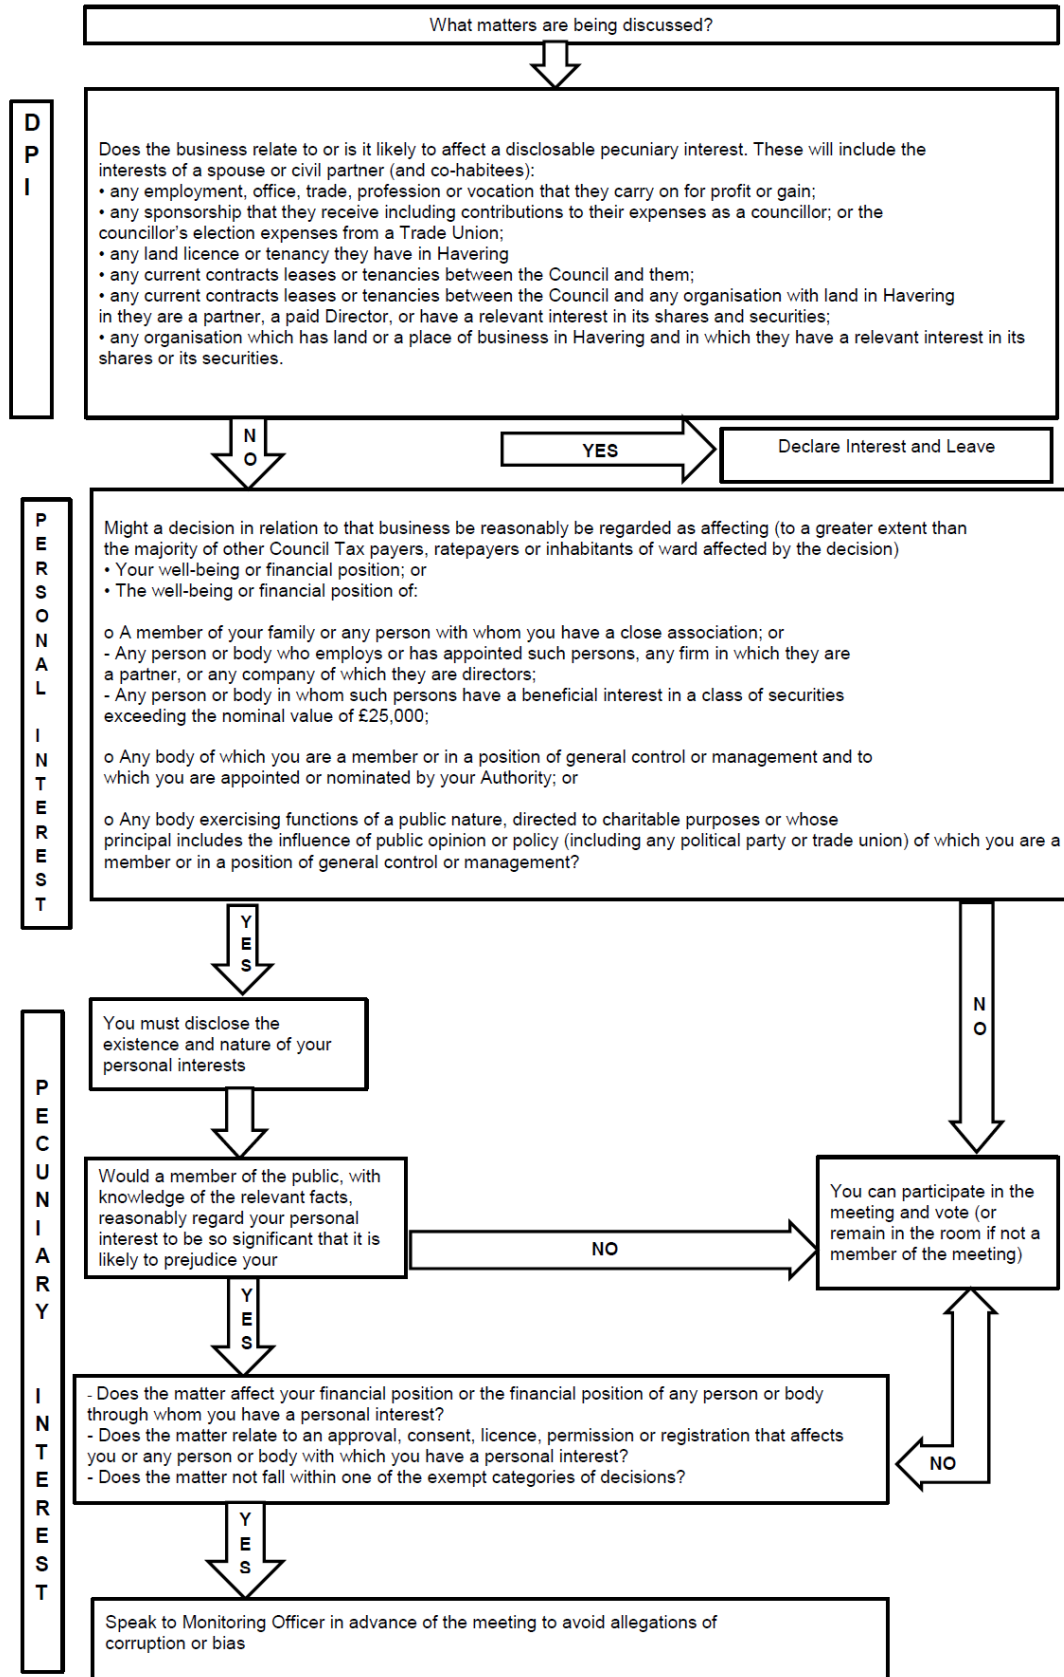 What matters are being discussed?
D
P
I
Does the business relate to or is it likely to affect a disclosable pecuniary interest. These will include the
interests of a spouse or civil partner (and co-habitees):
• any employment, office, trade, profession or vocation that they carry on for profit or gain;
• any sponsorship that they receive including contributions to their expenses as a councillor; or the
councillor's election expenses from a Trade Union;
• any land licence or tenancy they have in Havering
• any current contracts leases or tenancies between the Council and them;
• any current contracts leases or tenancies between the Council and any organisation with land in Havering
in they are a partner, a paid Director, or have a relevant interest in its shares and securities;
• any organisation which has land or a place of business in Havering and in which they have a relevant interest in its
shares or its securities.
N
O
YES
Declare Interest and Leave
P
E
R
S
O
N
A
L
I
N
T
E
R
E
S
T
Might a decision in relation to that business be reasonably be regarded as affecting (to a greater extent than
the majority of other Council Tax payers, ratepayers or inhabitants of ward affected by the decision)
• Your well-being or financial position; or
• The well-being or financial position of:
o A member of your family or any person with whom you have a close association; or
- Any person or body who employs or has appointed such persons, any firm in which they are
a partner, or any company of which they are directors;
- Any person or body in whom such persons have a beneficial interest in a class of securities
exceeding the nominal value of £25,000;
o Any body of which you are a member or in a position of general control or management and to
which you are appointed or nominated by your Authority; or
o Any body exercising functions of a public nature, directed to charitable purposes or whose
principal includes the influence of public opinion or policy (including any political party or trade union) of which you are a
member or in a position of general control or management?
Y
E
S
N
O
You must disclose the
existence and nature of your
personal interests
P
E
C
U
N
I
A
R
Y
I
N
T
E
R
E
S
T
Would a member of the public, with
knowledge of the relevant facts,
reasonably regard your personal
interest to be so significant that it is
likely to prejudice your
NO
You can participate in the
meeting and vote (or
remain in the room if not a
member of the meeting)
Y
E
S
- Does the matter affect your financial position or the financial position of any person or body
through whom you have a personal interest?
- Does the matter relate to an approval, consent, licence, permission or registration that affects
you or any person or body with which you have a personal interest?
- Does the matter not fall within one of the exempt categories of decisions?
NO
Y
E
S
Speak to Monitoring Officer in advance of the meeting to avoid allegations of
corruption or bias